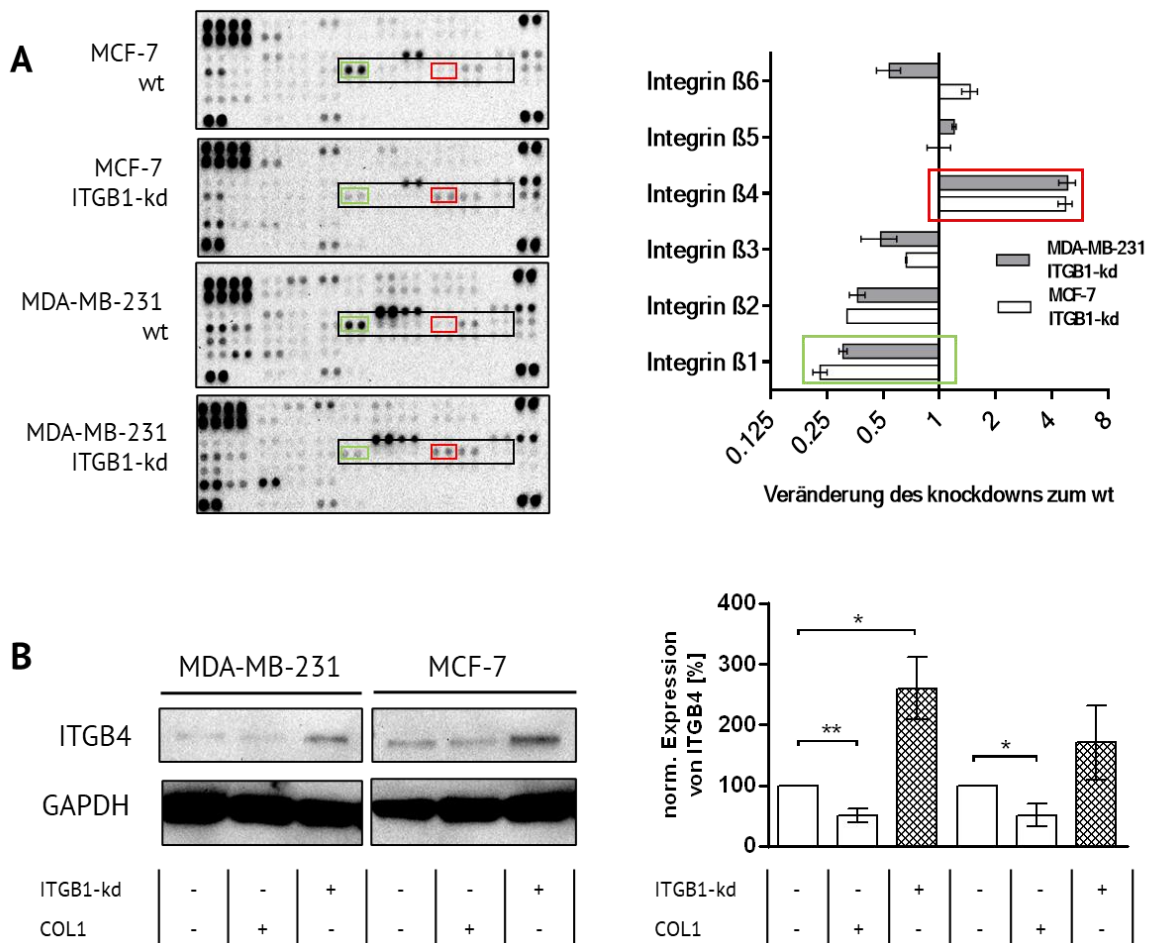 A
MCF-7
wt
MCF-7
ITGB1-kd
MDA-MB-231
wt
MDA-MB-231
ITGB1-kd
Integrin ß6
Integrin ß5
Integrin ß4
Integrin ß3
Integrin ß2
Integrin ß1
MDA-MB-231
ITGB1-kd
MCF-7
ITGB1-kd
0.125 0.25 0.5 1 2 4 8
Veränderung des knockdowns zum wt
B
MDA-MB-231 MCF-7
ITGB4
GAPDH
ITGB1-kd - - + - - +
COL1 - + - - + -
norm. Expression
von ITGB4 [%]
400
300
200
100
0
*
**
*
ITGB1-kd - - + - - +
COL1 - + - - + -